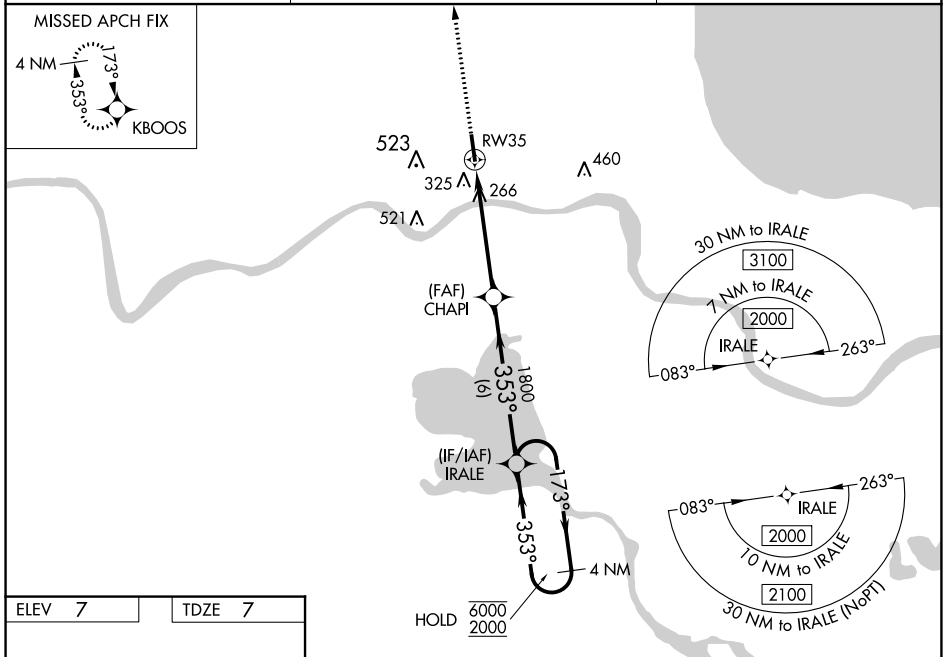 MISSED APCH FIX
4 NM
173°
353°
KBOOS
523
RW35
460
325
266
521
30 NM to IRALE
3100
7 NM to IRALE
2000
IRALE
083°
263°
(FAF)
CHAPI
1800
353°
(6)
(IF/IAF)
IRALE
173°
353°
4 NM
HOLD
6000
2000
083°
263°
IRALE
2000
10 NM to IRALE
2100
30 NM to IRALE (NoPT)
ELEV 7
TDZE 7